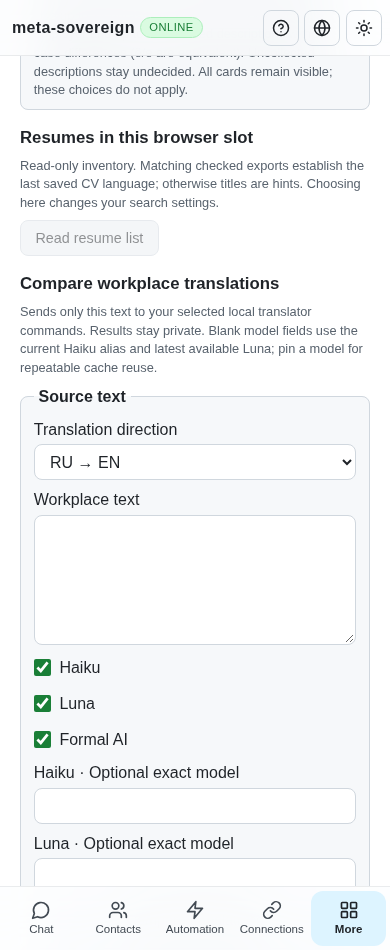 meta-sovereign ONLINE
descriptions stay undecided. All cards remain visible;
these choices do not apply.
Resumes in this browser slot
Read-only inventory. Matching checked exports establish the
last saved CV language; otherwise titles are hints. Choosing
here changes your search settings.
Read resume list
Compare workplace translations
Sends only this text to your selected local translator
commands. Results stay private. Blank model fields use the
current Haiku alias and latest available Luna; pin a model for
repeatable cache reuse.
Source text
Translation direction
RU → EN
Workplace text
Haiku
Luna
Formal AI
Haiku · Optional exact model
Luna · Optional exact model
Chat Contacts Automation Connections More